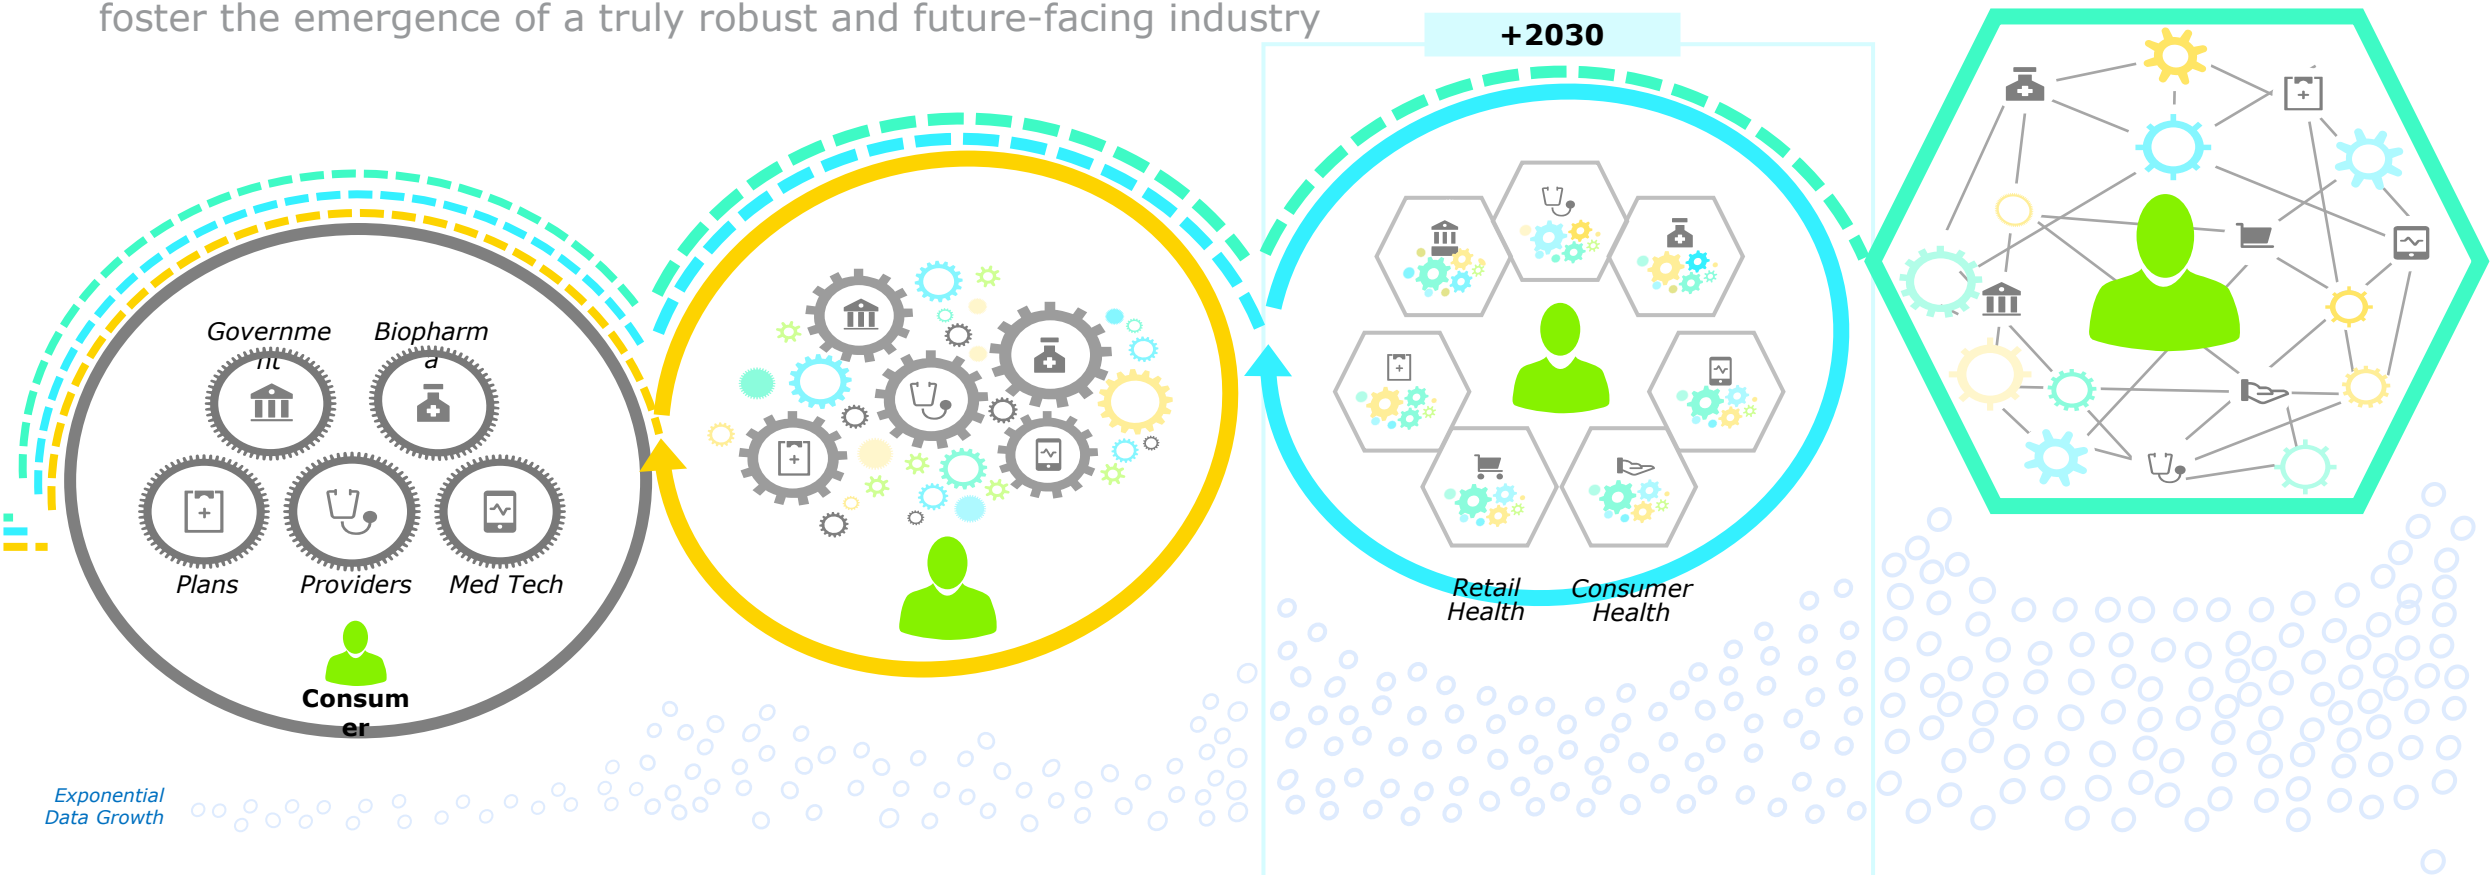 foster the emergence of a truly robust and future-facing industry
+2030
Governme
nt
Biopharm
a
Plans
Providers
Med Tech
Consum
er
Retail
Health
Consumer
Health
Exponential
Data Growth